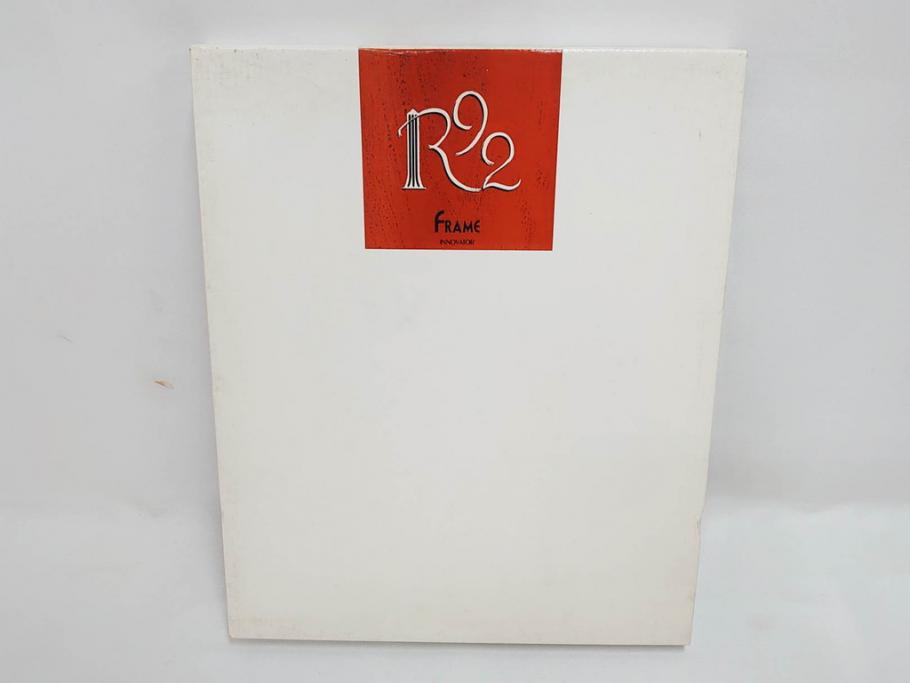 R92
FRAME
INNOVATOR